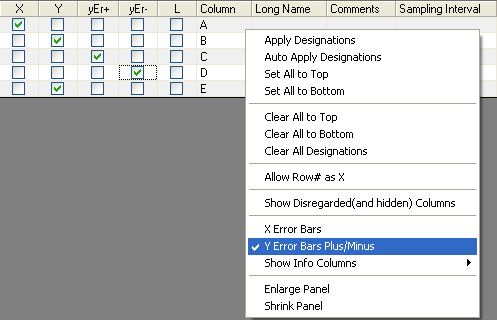 X Y yEr+ yEr- L Column Long Name Comments Sampling Interval
A
B
C
D
E
Apply Designations
Auto Apply Designations
Set All to Top
Set All to Bottom
Clear All to Top
Clear All to Bottom
Clear All Designations
Allow Row# as X
Show Disregarded(and hidden) Columns
X Error Bars
Y Error Bars Plus/Minus
Show Info Columns
Enlarge Panel
Shrink Panel